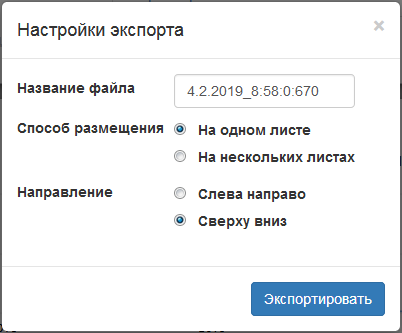 Настройки экспорта ×
Название файла 4.2.2019_8:58:0:670
Способ размещения На одном листе
На нескольких листах
Направление Слева направо
Сверху вниз
Экспортировать